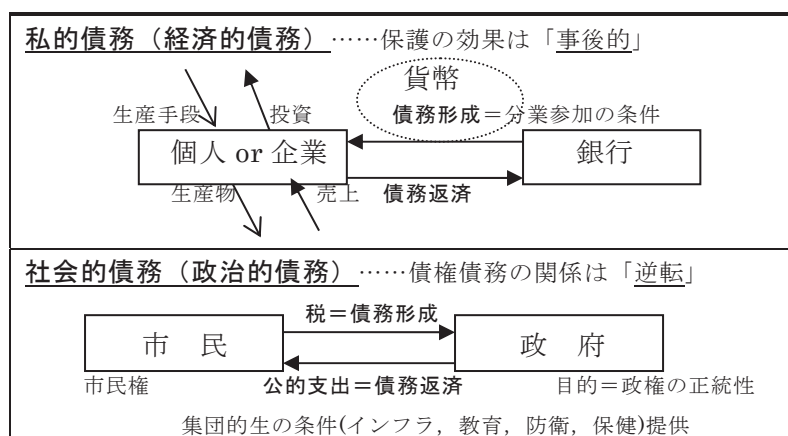 私的債務（経済的債務）……保護の効果は「事後的」
貨幣
生産手段 投資 債務形成＝分業参加の条件
個人 or 企業 銀行
生産物 売上 債務返済
社会的債務（政治的債務）……債権債務の関係は「逆転」
税＝債務形成
市 民 政 府
市民権 公的支出＝債務返済 目的＝政権の正統性
集団的生の条件(インフラ，教育，防衛，保健)提供